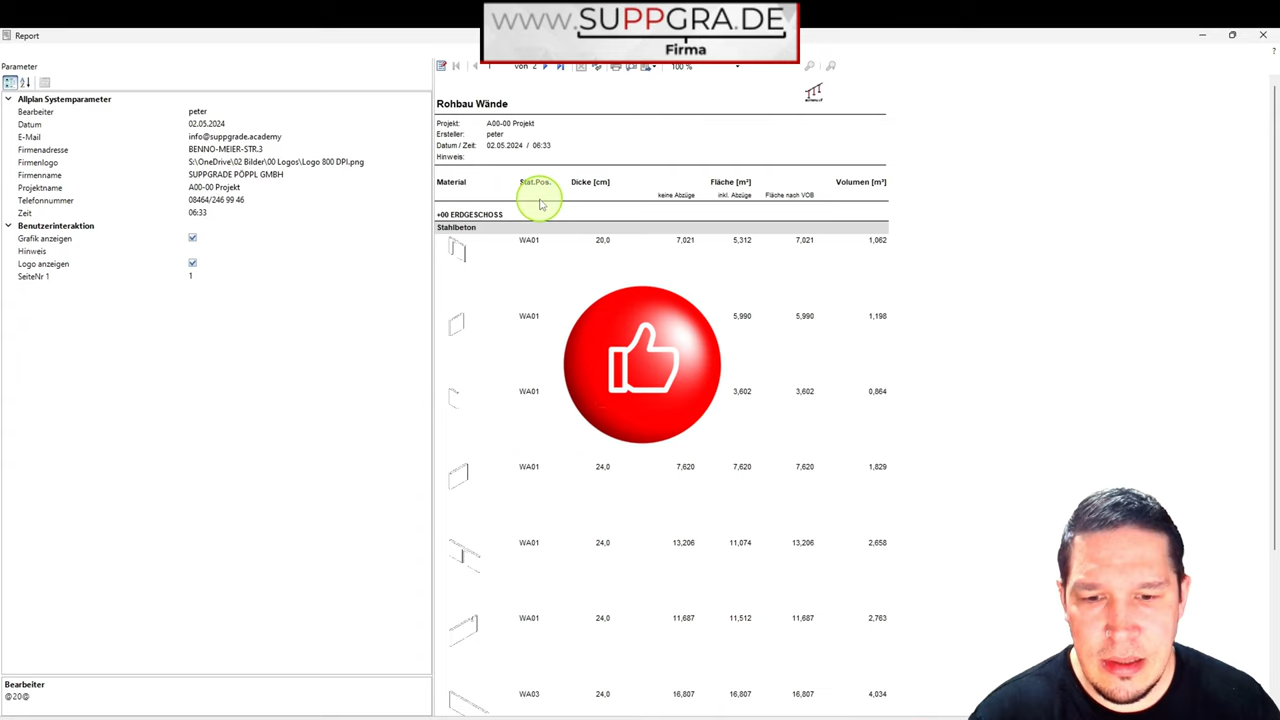 WWW.SUPPGRA.DE
Firma
Report
Parameter
von 2
100 %
Allplan Systemparameter
Bearbeiter peter
Datum 02.05.2024
E-Mail info@suppgrade.academy
Firmenadresse BENNO-MEIER-STR.3
Firmenlogo S:\OneDrive\02 Bilder\00 Logos\Logo 800 DPI.png
Firmenname SUPPGRADE PÖPPL GMBH
Projektname A00-00 Projekt
Telefonnummer 08464/246 99 46
Zeit 06:33
Benutzerinteraktion
Grafik anzeigen
Hinweis
Logo anzeigen
SeiteNr 1 1
Bearbeiter
@20@
Rohbau Wände
Projekt: A00-00 Projekt
Ersteller: peter
Datum / Zeit: 02.05.2024 / 06:33
Hinweis:
Material Stat.Pos. Dicke [cm] Fläche [m²] Volumen [m³]
keine Abzüge inkl. Abzüge Fläche nach VOB
+00 ERDGESCHOSS
Stahlbeton
WA01 20,0 7,021 5,312 7,021 1,062
WA01 5,990 5,990 1,198
WA01 3,602 3,602 0,864
WA01 24,0 7,620 7,620 7,620 1,829
WA01 24,0 13,206 11,074 13,206 2,658
WA01 24,0 11,687 11,512 11,687 2,763
WA03 24,0 16,807 16,807 16,807 4,034